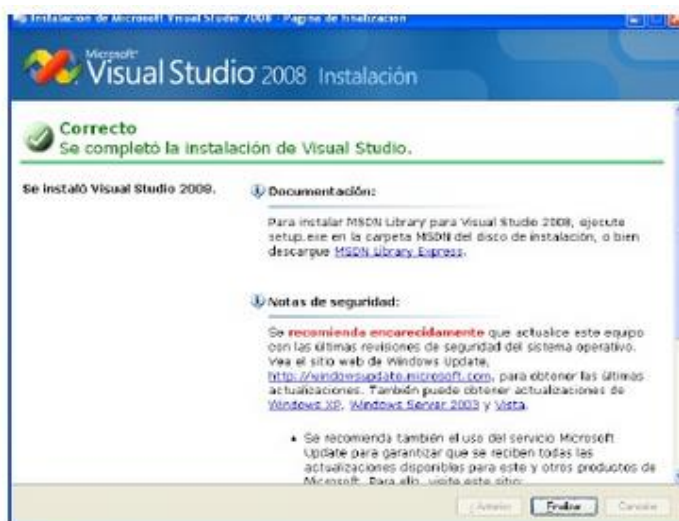 Instalación de Microsoft Visual Studio 2008 - Página de finalización
Microsoft
Visual Studio 2008 Instalación
Correcto
Se completó la instalación de Visual Studio.
Se instaló Visual Studio 2008.
Documentación:
Para instalar MSDN Library para Visual Studio 2008, ejecute
setup.exe en la carpeta MSDN del disco de instalación, o bien
descargue MSDN Library Express.
Notas de seguridad:
Se recomienda encarecidamente que actualice este equipo
con las últimas revisiones de seguridad del sistema operativo.
Vea el sitio web de Windows Update,
http://windowsupdate.microsoft.com, para obtener las últimas
actualizaciones. También puede obtener actualizaciones de
Windows XP, Windows Server 2003 y Vista.
• Se recomienda también el uso del servicio Microsoft
Update para garantizar que se reciben todas las
actualizaciones disponibles para este y otros productos de
Microsoft. Para ello, visite este sitio:
< Anterior
Finalizar
Cancelar